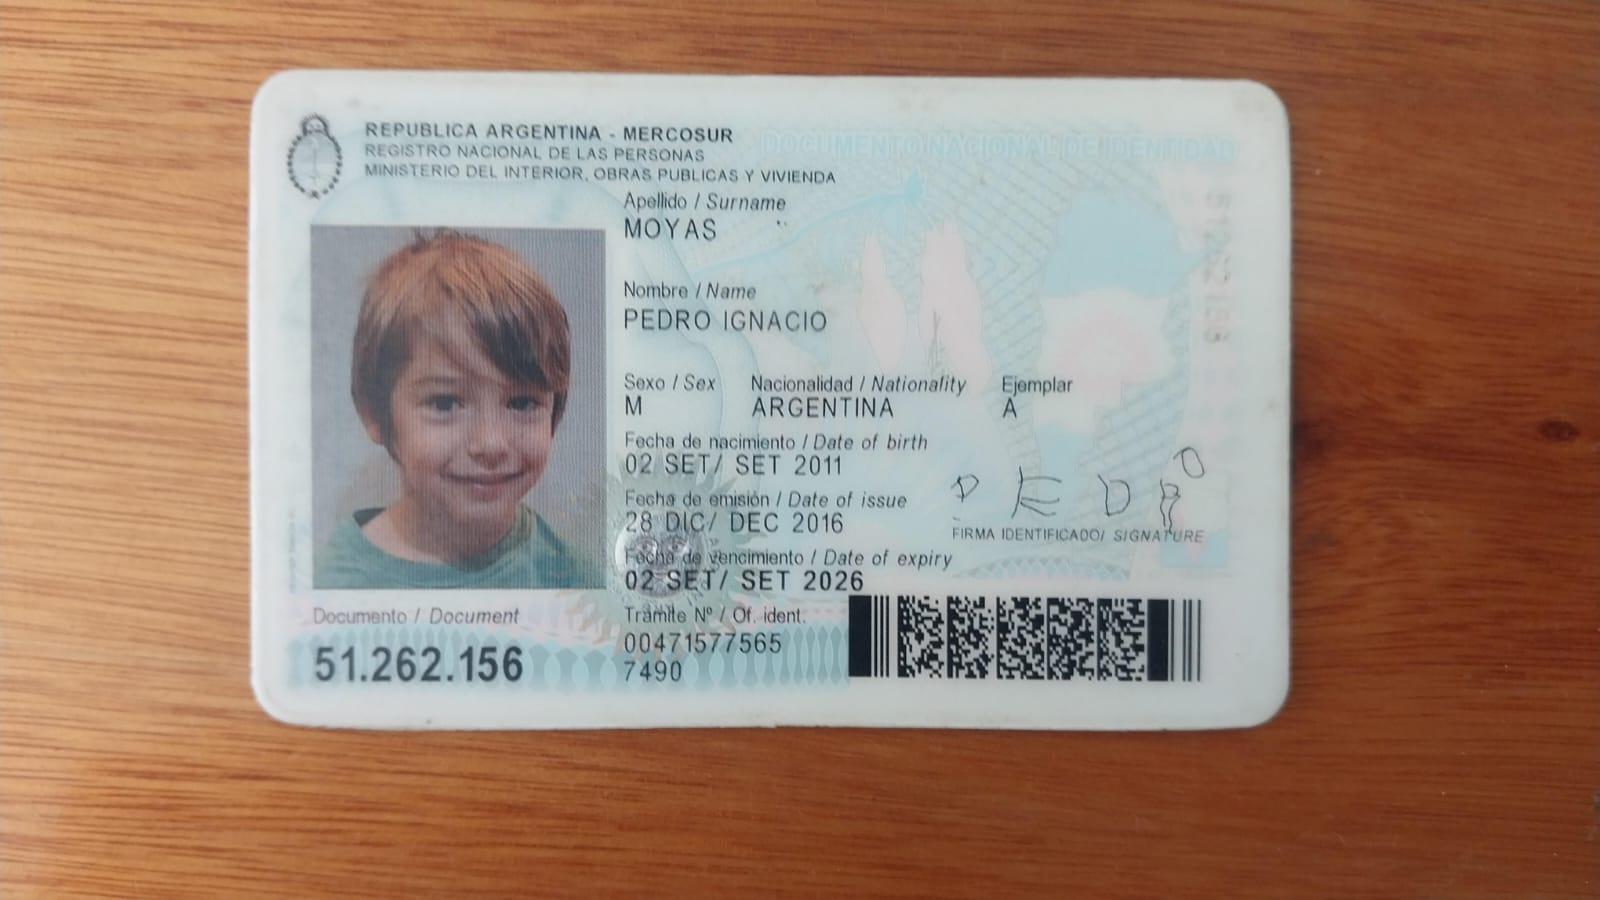 REPUBLICA ARGENTINA - MERCOSUR
REGISTRO NACIONAL DE LAS PERSONAS
MINISTERIO DEL INTERIOR, OBRAS PUBLICAS Y VIVIENDA
DOCUMENTO NACIONAL DE IDENTIDAD
Apellido / Surname
MOYAS
Nombre / Name
PEDRO IGNACIO
Sexo / Sex Nacionalidad / Nationality Ejemplar
M ARGENTINA A
Fecha de nacimiento / Date of birth
02 SET/ SET 2011
Fecha de emisión / Date of issue
28 DIC/ DEC 2016
PEDRO
FIRMA IDENTIFICADO/ SIGNATURE
Fecha de vencimiento / Date of expiry
02 SET/ SET 2026
Documento / Document
51.262.156
Trámite Nº / Of. ident.
00471577565
7490